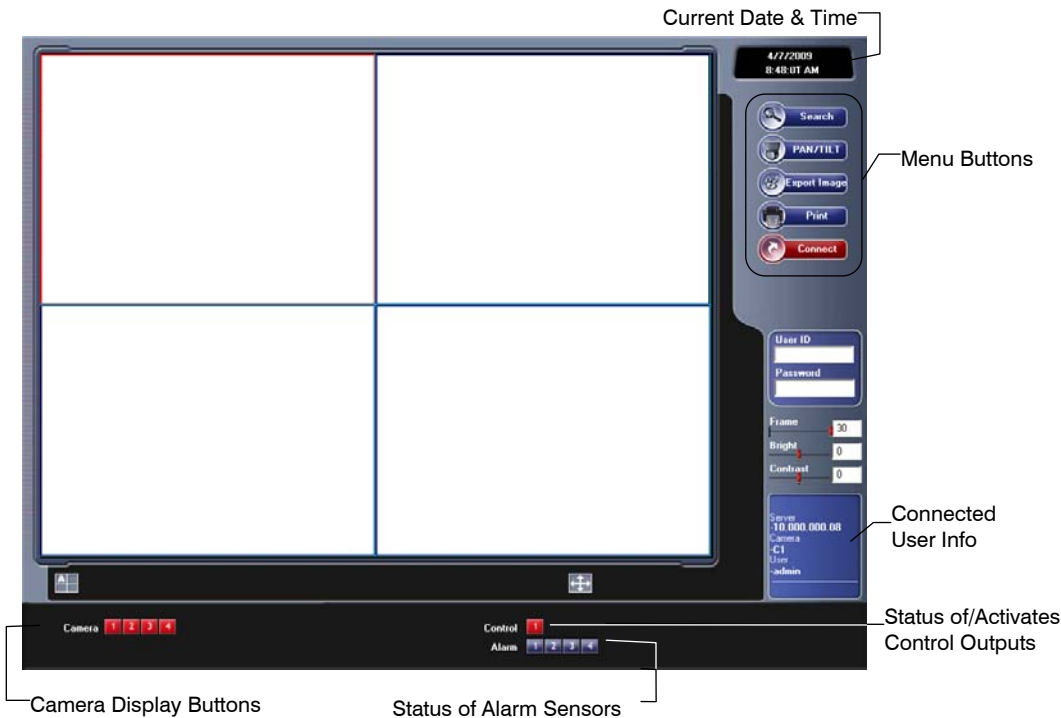 Current Date & Time
4/7/2009
8:48:01 AM
Search
PAN/TILT
Menu Buttons
Export Image
Print
Connect
User ID
Password
Frame
30
Bright
0
Contrast
0
Server
-10.000.000.08
Camera
-C1
User
-admin
Connected
User Info
A
Camera 1 2 3 4
Control 1
Alarm 1 2 3 4
Status of/Activates
Control Outputs
Camera Display Buttons
Status of Alarm Sensors